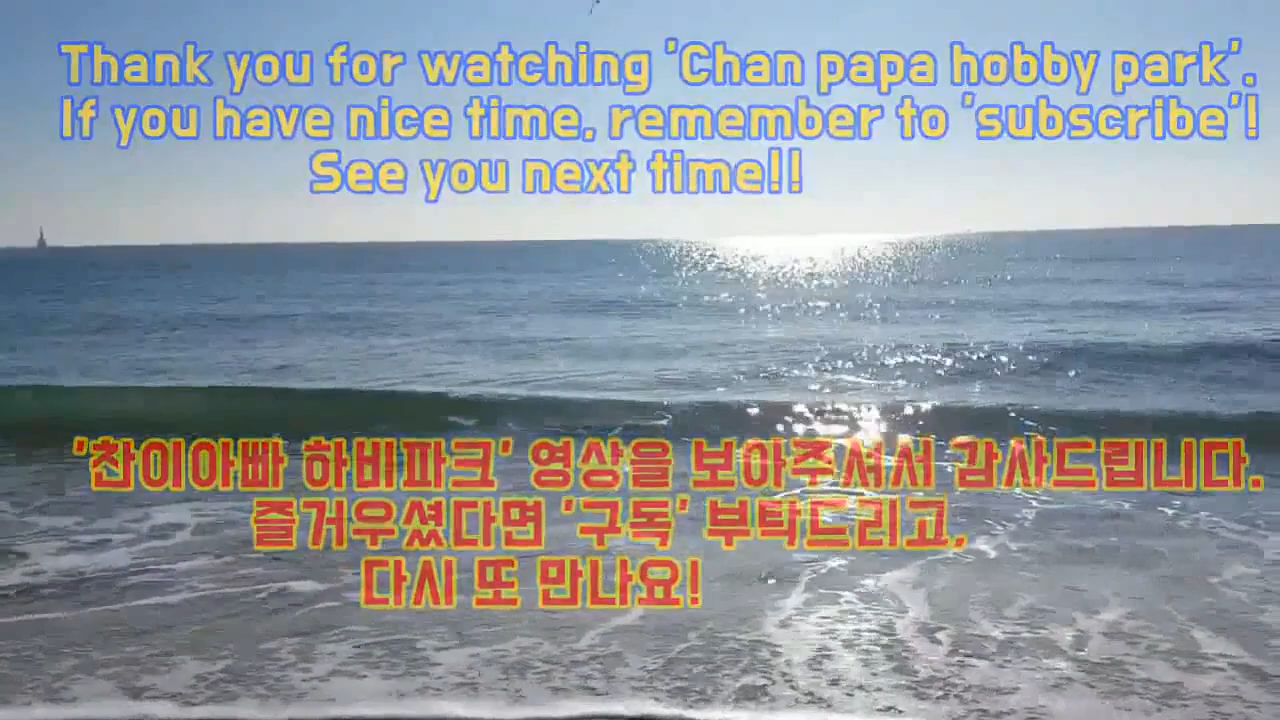 Thank you for watching 'Chan papa hobby park'.
If you have nice time, remember to 'subscribe'!
See you next time!!
'찬이아빠 하비파크' 영상을 보아주셔서 감사드립니다.
즐거우셨다면 '구독' 부탁드리고,
다시 또 만나요!